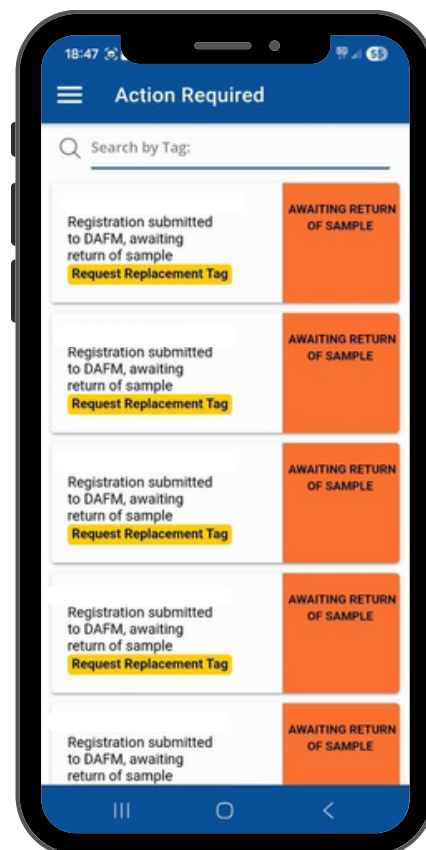 18:47
55
Action Required
Search by Tag:
Registration submitted
to DAFM, awaiting
return of sample
Request Replacement Tag
AWAITING RETURN
OF SAMPLE
Registration submitted
to DAFM, awaiting
return of sample
Request Replacement Tag
AWAITING RETURN
OF SAMPLE
Registration submitted
to DAFM, awaiting
return of sample
Request Replacement Tag
AWAITING RETURN
OF SAMPLE
Registration submitted
to DAFM, awaiting
return of sample
Request Replacement Tag
AWAITING RETURN
OF SAMPLE
Registration submitted
to DAFM, awaiting
return of sample
AWAITING RETURN
OF SAMPLE